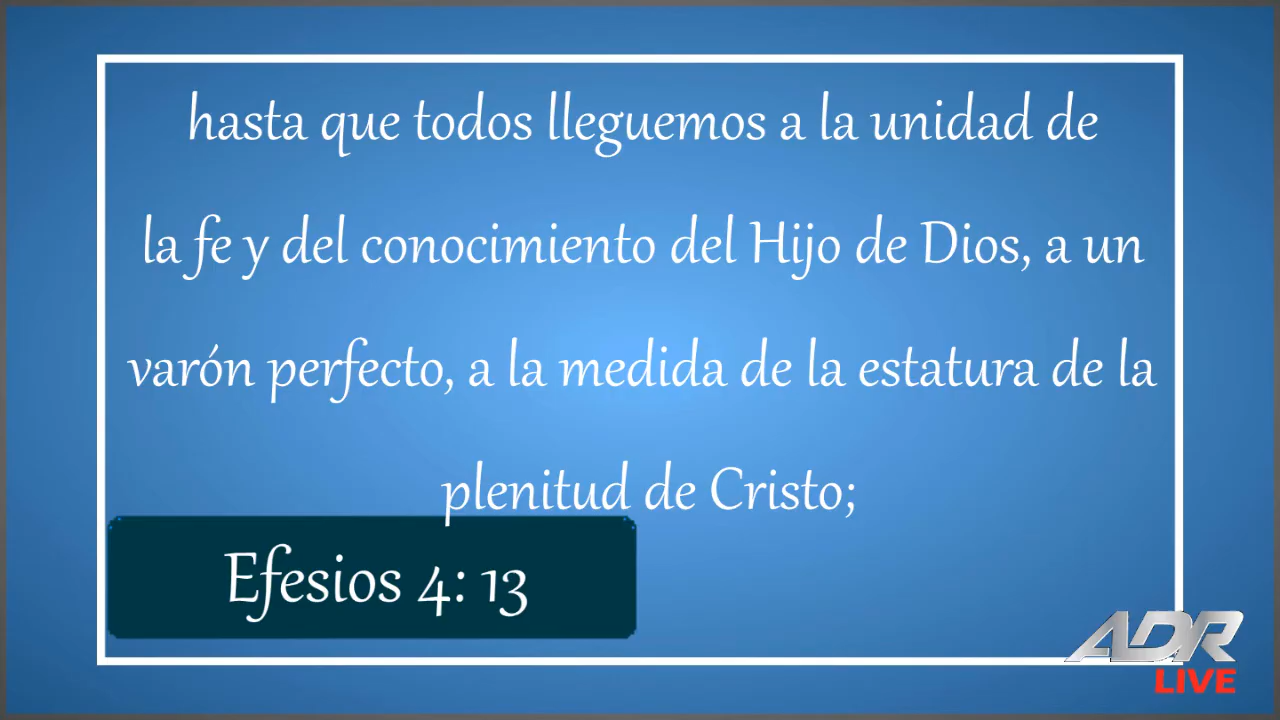 hasta que todos lleguemos a la unidad de
la fe y del conocimiento del Hijo de Dios, a un
varón perfecto, a la medida de la estatura de la
plenitud de Cristo;
Efesios 4: 13
ADR
LIVE